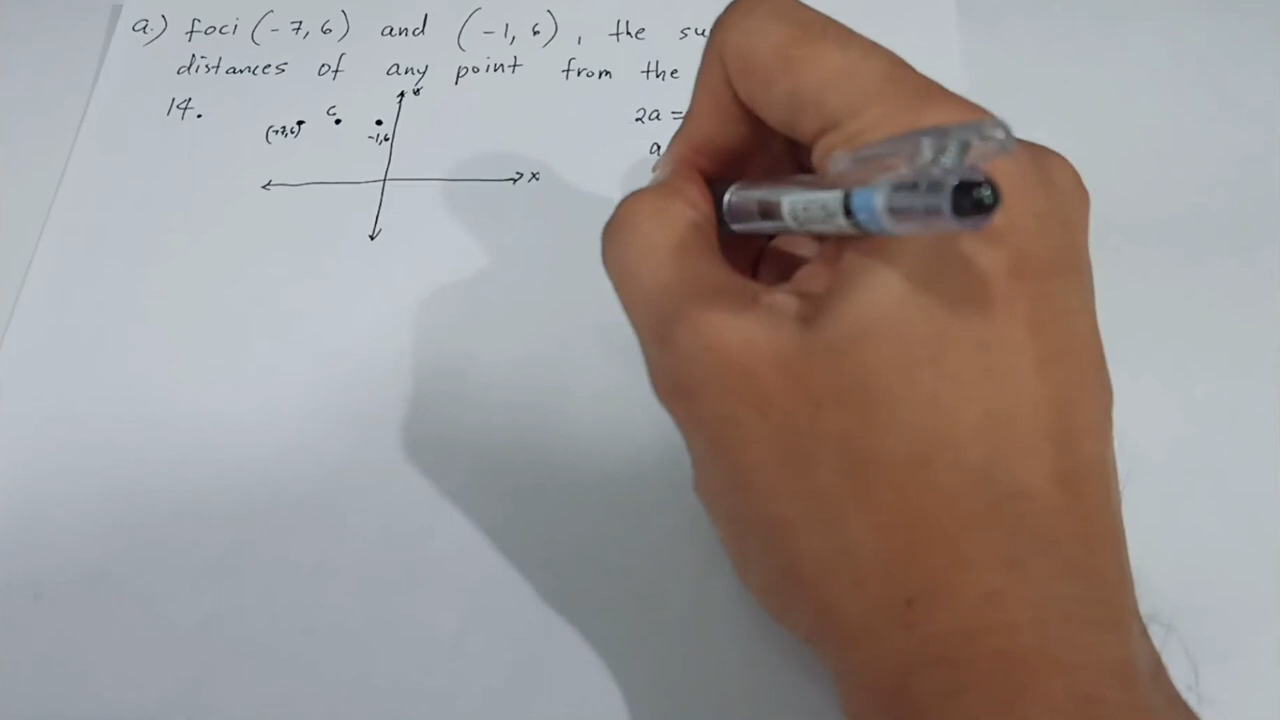 a.) foci (-7, 6) and (-1, 6), the su
distances of any point from the
14.
C
(-7,6)
-1,6
x
2a =
a